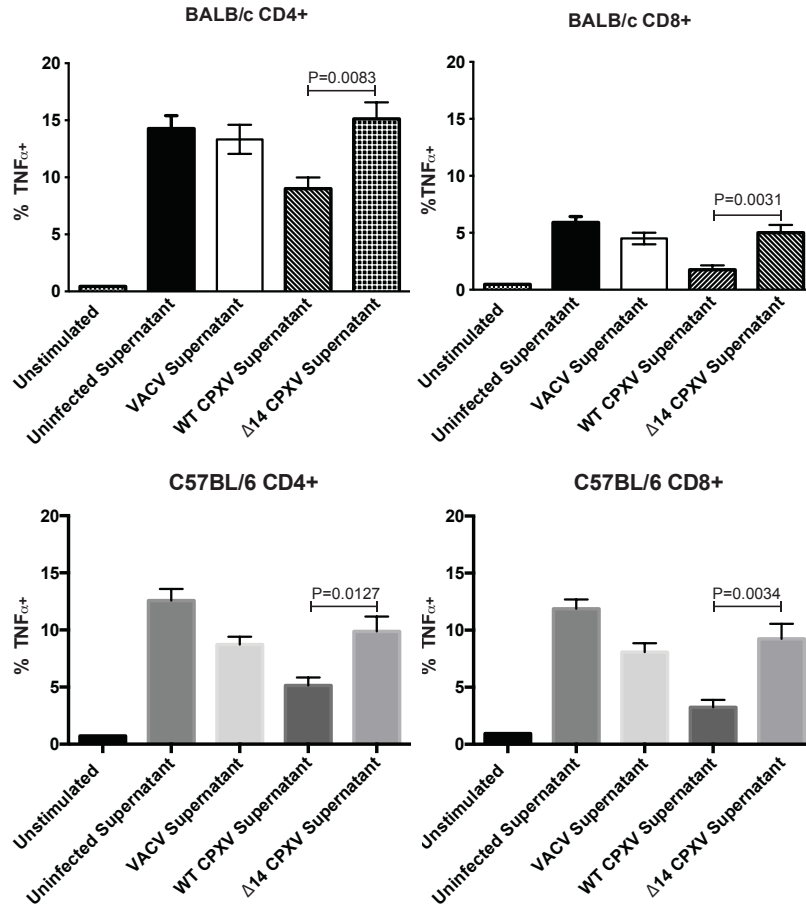 BALB/c CD4+
20
15
10
5
0
% TNFα+
P=0.0083
Unstimulated
Uninfected Supernatant
VACV Supernatant
WT CPXV Supernatant
Δ14 CPXV Supernatant
BALB/c CD8+
20
15
10
5
0
%TNFα+
P=0.0031
Unstimulated
Uninfected Supernatant
VACV Supernatant
WT CPXV Supernatant
Δ14 CPXV Supernatant
C57BL/6 CD4+
20
15
10
5
0
% TNFα+
P=0.0127
Unstimulated
Uninfected Supernatant
VACV Supernatant
WT CPXV Supernatant
Δ14 CPXV Supernatant
C57BL/6 CD8+
20
15
10
5
0
% TNFα+
P=0.0034
Unstimulated
Uninfected Supernatant
VACV Supernatant
WT CPXV Supernatant
Δ14 CPXV Supernatant